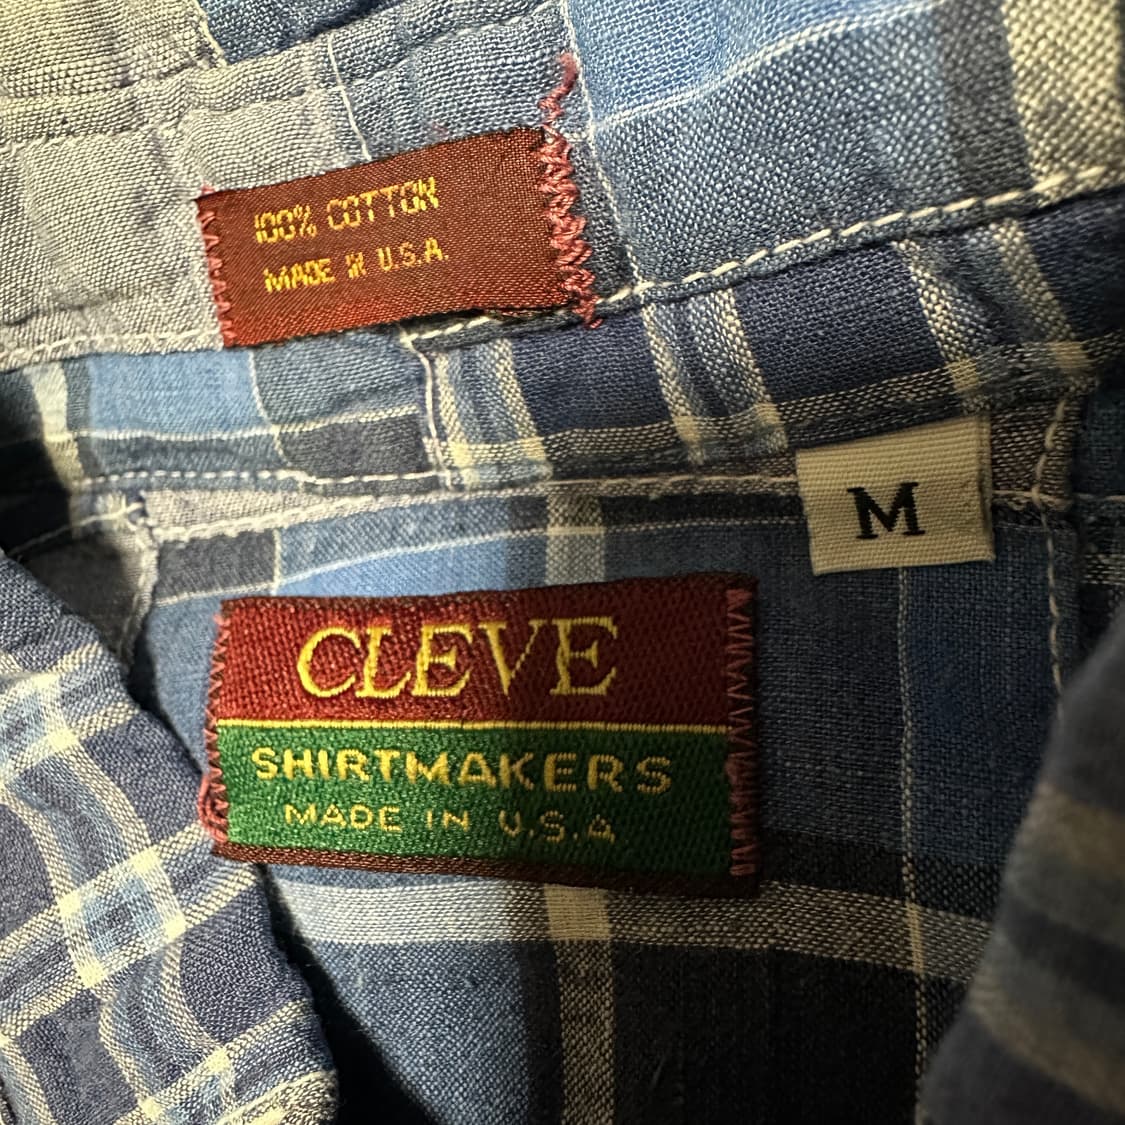 100% COTTON
MADE IN U.S.A.
M
CLEVE
SHIRTMAKERS
MADE IN U.S.A